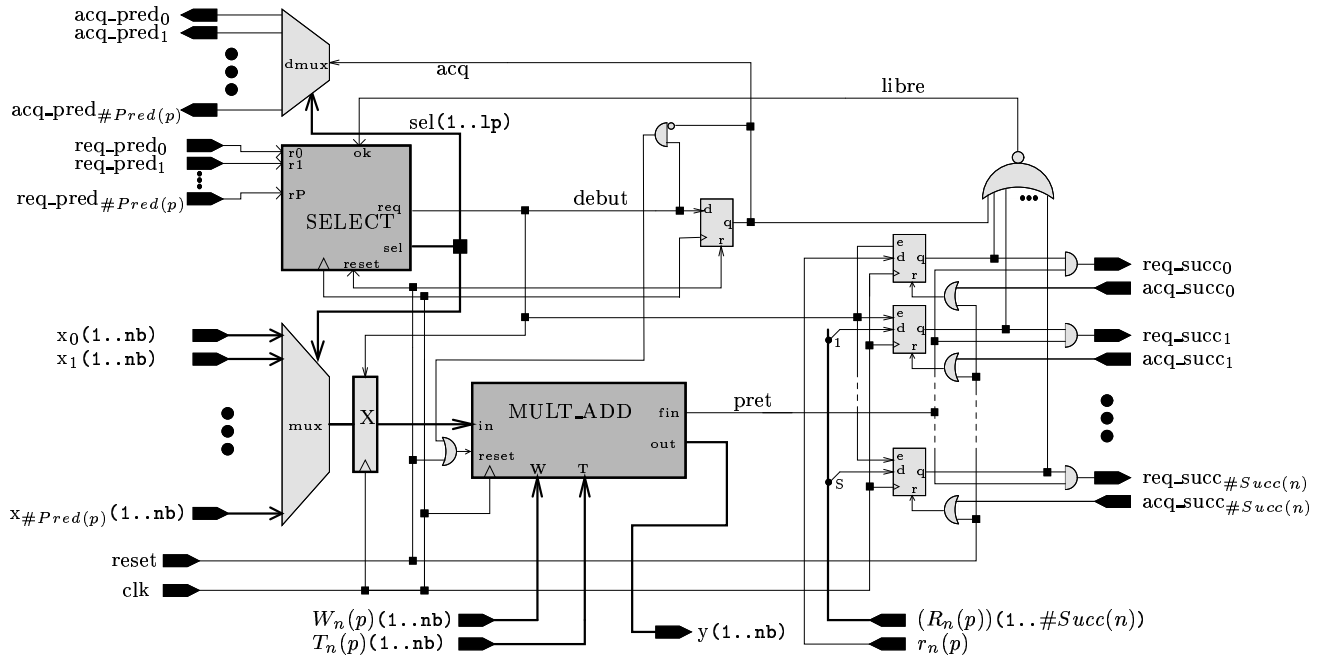 acq_pred0
acq_pred1
dmux
acq
libre
acq_pred#Pred(p)
sel(1..lp)
req_pred0
r0
ok
req_pred1
r1
req_pred#Pred(p)
rP
req
debut
d
q
r
SELECT
sel
reset
e
d
q
r
req_succ0
acq_succ0
x0(1..nb)
x1(1..nb)
e
d
q
r
1
req_succ1
acq_succ1
mux
X
MULT_ADD
fin
pret
in
out
reset
W
T
e
d
q
r
S
req_succ#Succ(n)
acq_succ#Succ(n)
x#Pred(p)(1..nb)
reset
clk
Wn(p)(1..nb)
Tn(p)(1..nb)
y(1..nb)
(Rn(p))(1..#Succ(n))
rn(p)